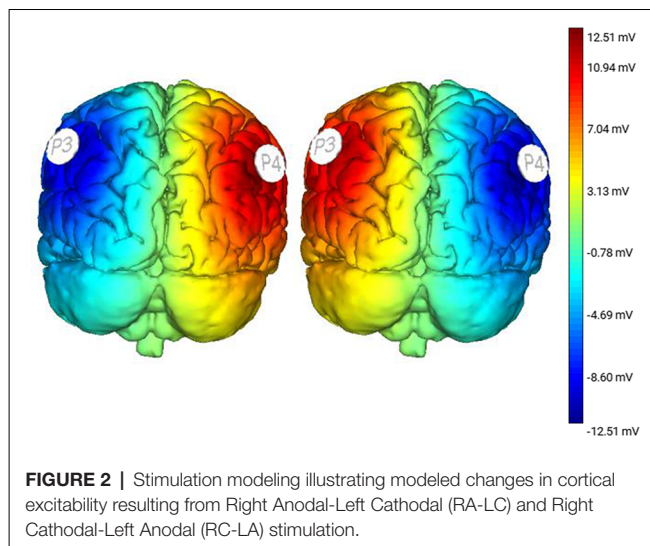 P3
P4
P3
P4
12.51 mV
10.94 mV
7.04 mV
3.13 mV
-0.78 mV
-4.69 mV
-8.60 mV
-12.51 mV
FIGURE 2 | Stimulation modeling illustrating modeled changes in cortical
excitability resulting from Right Anodal-Left Cathodal (RA-LC) and Right
Cathodal-Left Anodal (RC-LA) stimulation.